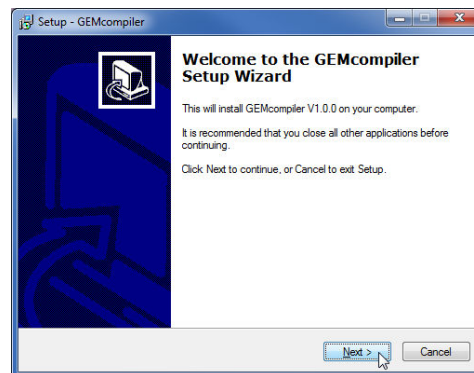 Setup - GEMcompiler
Welcome to the GEMcompiler
Setup Wizard
This will install GEMcompiler V1.0.0 on your computer.
It is recommended that you close all other applications before
continuing.
Click Next to continue, or Cancel to exit Setup.
Next >
Cancel